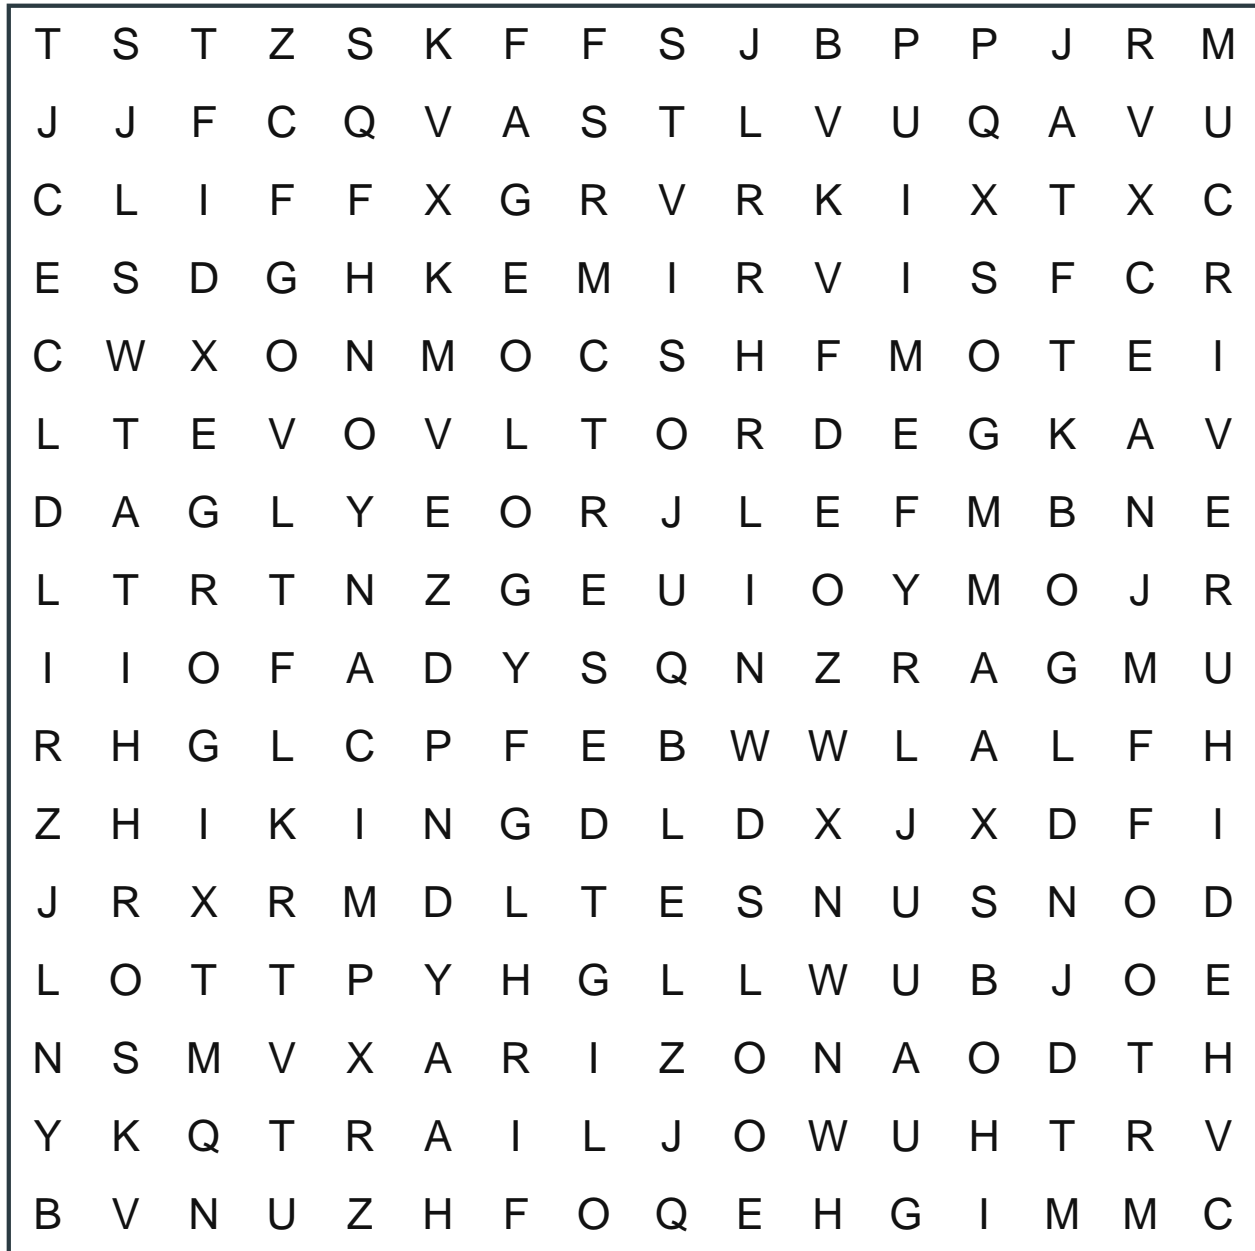 T S T Z S K F F S J B P P J R M
J J F C Q V A S T L V U Q A V U
C L I F F X G R V R K I X T X C
E S D G H K E M I R V I S F C R
C W X O N M O C S H F M O T E I
L T E V O V L T O R D E G K A V
D A G L Y E O R J L E F M B N E
L T R T N Z G E U I O Y M O J R
I I O F A D Y S Q N Z R A G M U
R H G L C P F E B W W L A L F H
Z H I K I N G D L D X J X D F I
J R X R M D L T E S N U S N O D
L O T T P Y H G L L W U B J O E
N S M V X A R I Z O N A O D T H
Y K Q T R A I L J O W U H T R V
B V N U Z H F O Q E H G I M M C